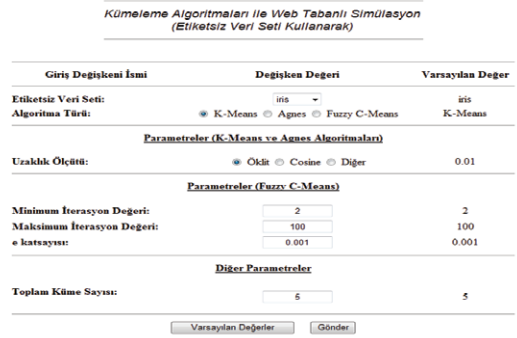 Kümeleme Algoritmaları ile Web Tabanlı Simülasyon
(Etiketsiz Veri Seti Kullanarak)
Giriş Değişkeni İsmi Değişken Değeri Varsayılan Değer
Etiketsiz Veri Seti: iris iris
Algoritma Türü: K-Means Agnes Fuzzy C-Means K-Means
Parametreler (K-Means ve Agnes Algoritmaları)
Uzaklık Ölçütü: Öklit Cosine Diğer 0.01
Parametreler (Fuzzy C-Means)
Minimum İterasyon Değeri: 2 2
Maksimum İterasyon Değeri: 100 100
e katsayısı: 0.001 0.001
Diğer Parametreler
Toplam Küme Sayısı: 5 5
Varsayılan Değerler Gönder